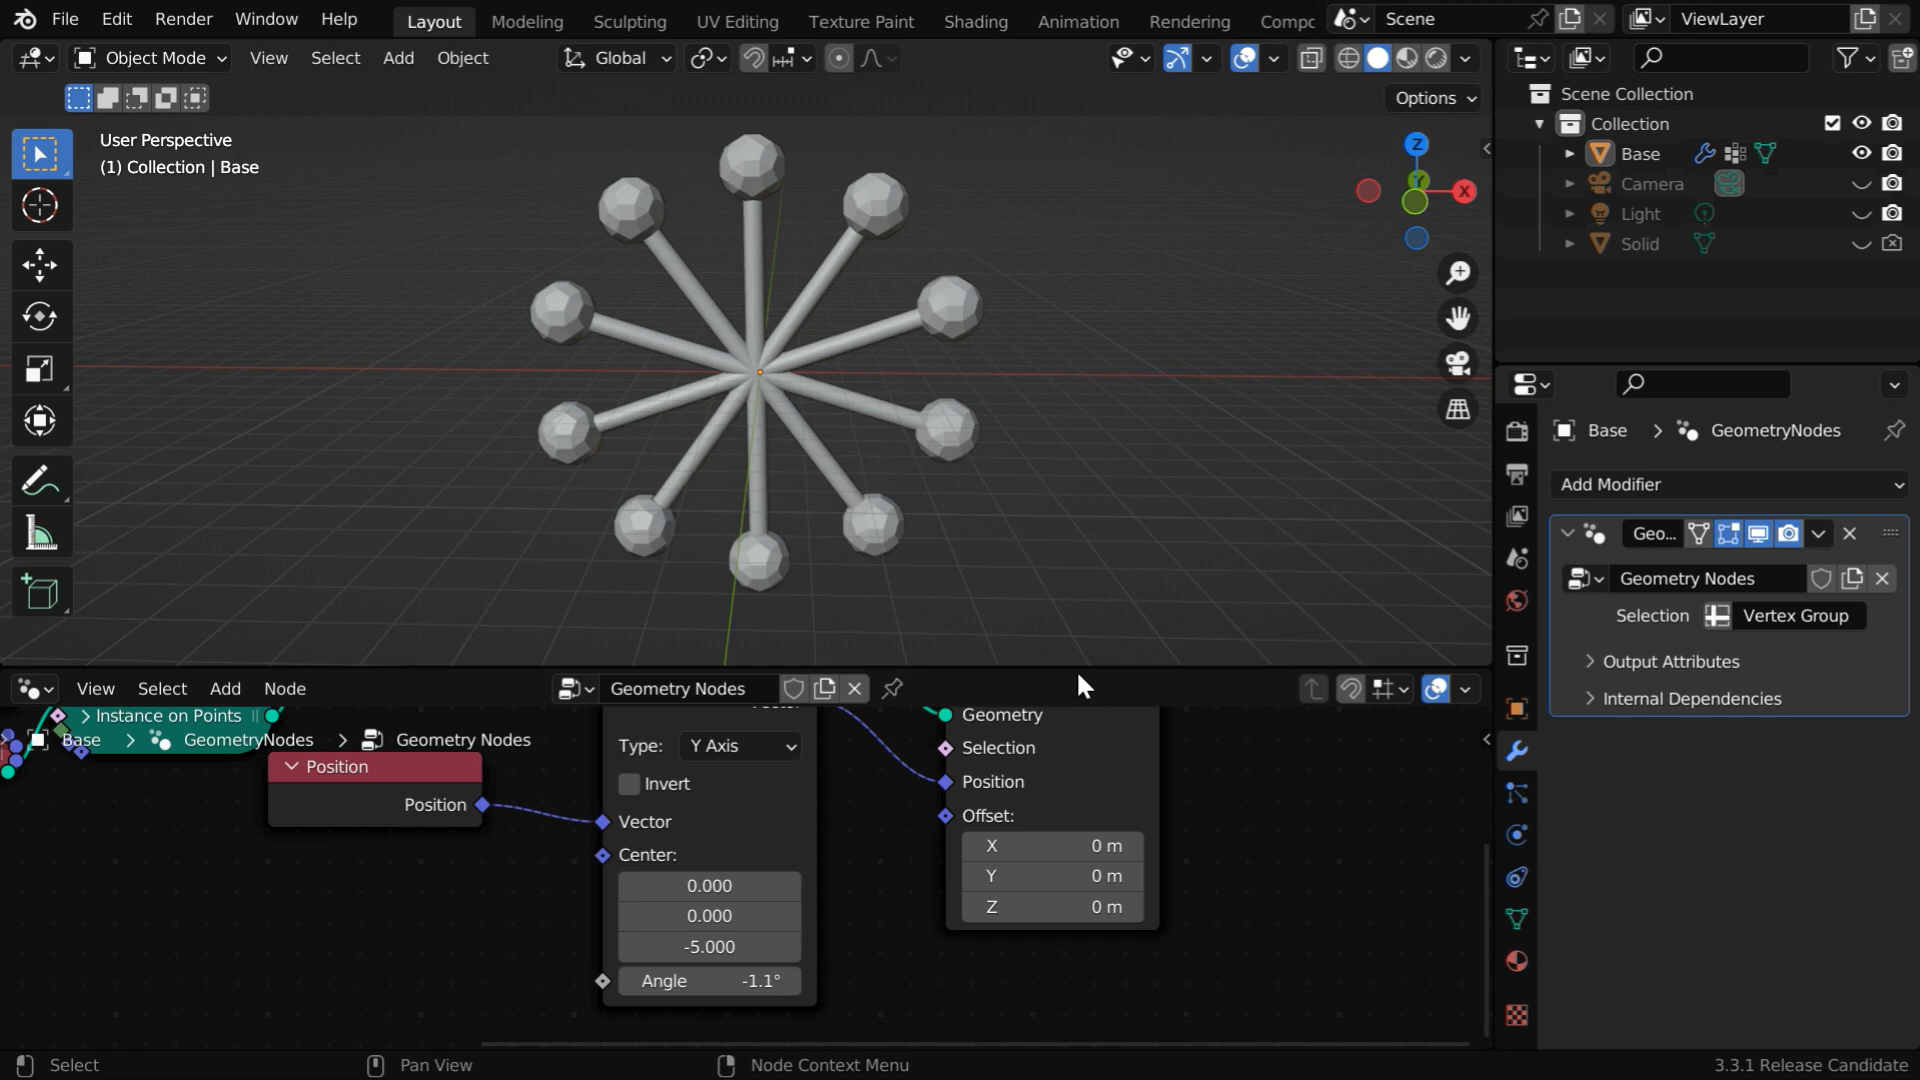 File Edit Render Window Help
Layout Modeling Sculpting UV Editing Texture Paint Shading Animation Rendering Compo
Scene
ViewLayer
Object Mode View Select Add Object
Global
Options
User Perspective
(1) Collection | Base
Z
Y
X
Scene Collection
Collection
Base
Camera
Light
Solid
Base > GeometryNodes
Add Modifier
Geo...
Geometry Nodes
Selection Vertex Group
Output Attributes
Internal Dependencies
View Select Add Node
Geometry Nodes
Instance on Points
Base > GeometryNodes > Geometry Nodes
Position
Position
Type: Y Axis
Invert
Vector
Center:
0.000
0.000
-5.000
Angle -1.1°
Geometry
Selection
Position
Offset:
X 0 m
Y 0 m
Z 0 m
Select
Pan View
Node Context Menu
3.3.1 Release Candidate